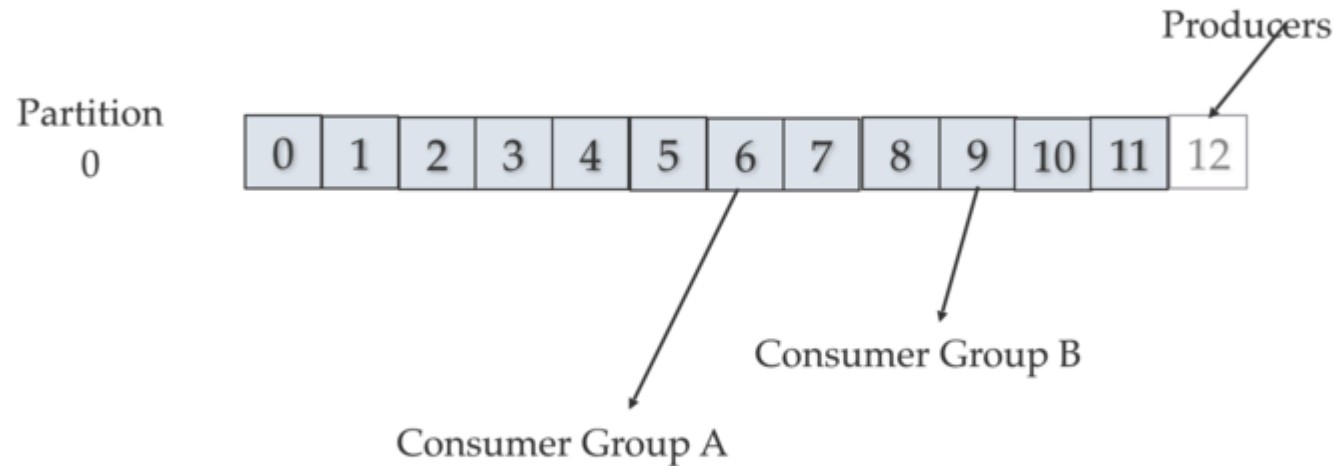 Producers
Partition
0
0 1 2 3 4 5 6 7 8 9 10 11 12
Consumer Group B
Consumer Group A